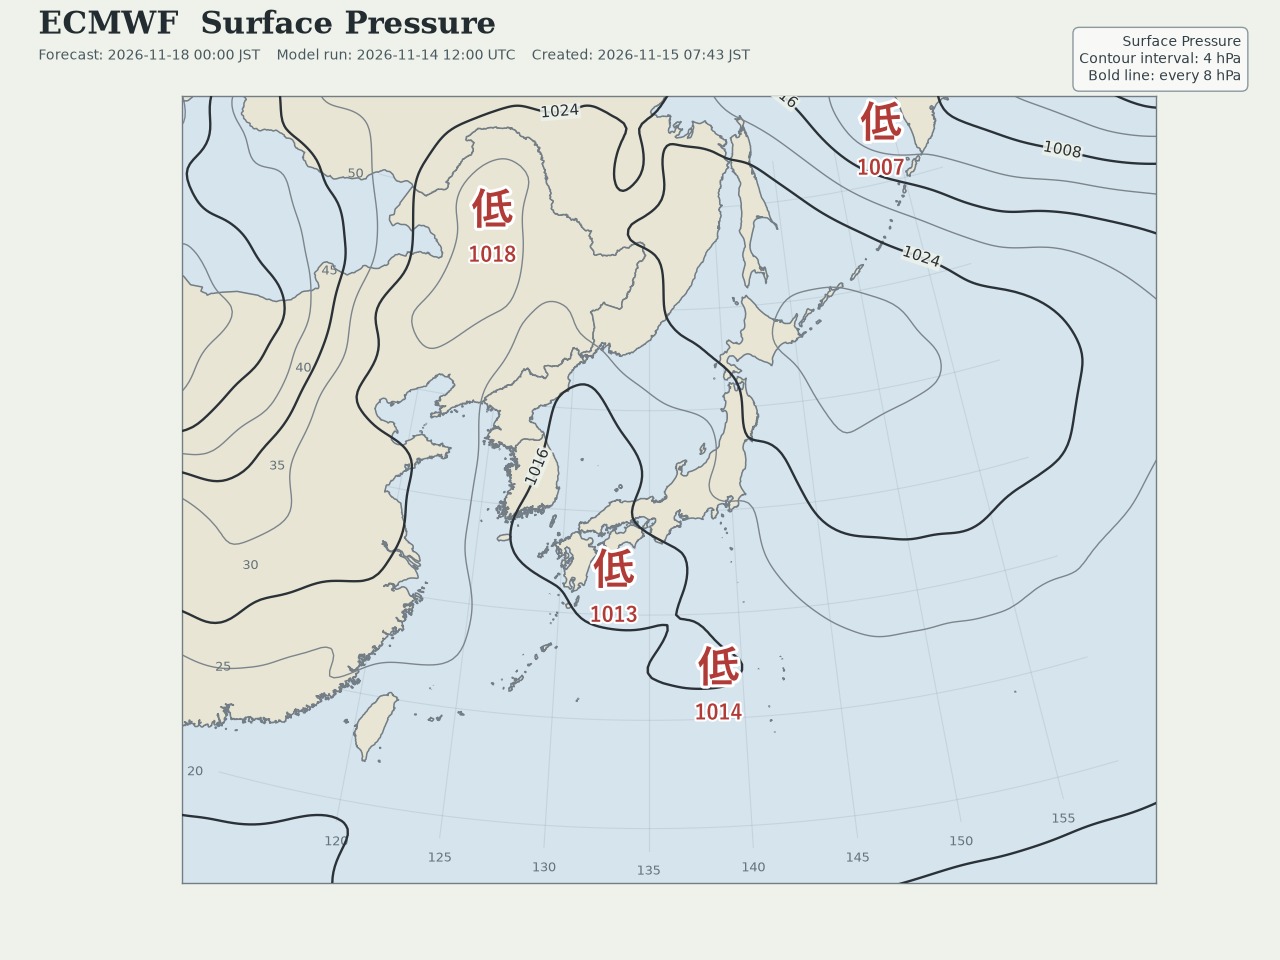 ECMWF  Surface Pressure
Forecast: 2026-11-18 00:00 JST    Model run: 2026-11-14 12:00 UTC    Created: 2026-11-15 07:43 JST
Surface Pressure
Contour interval: 4 hPa
Bold line: every 8 hPa
16
1024
低
1007
1008
50
低
1018
1024
45
40
35
1016
30
低
1013
25
低
1014
20
120
125
130
135
140
145
150
155